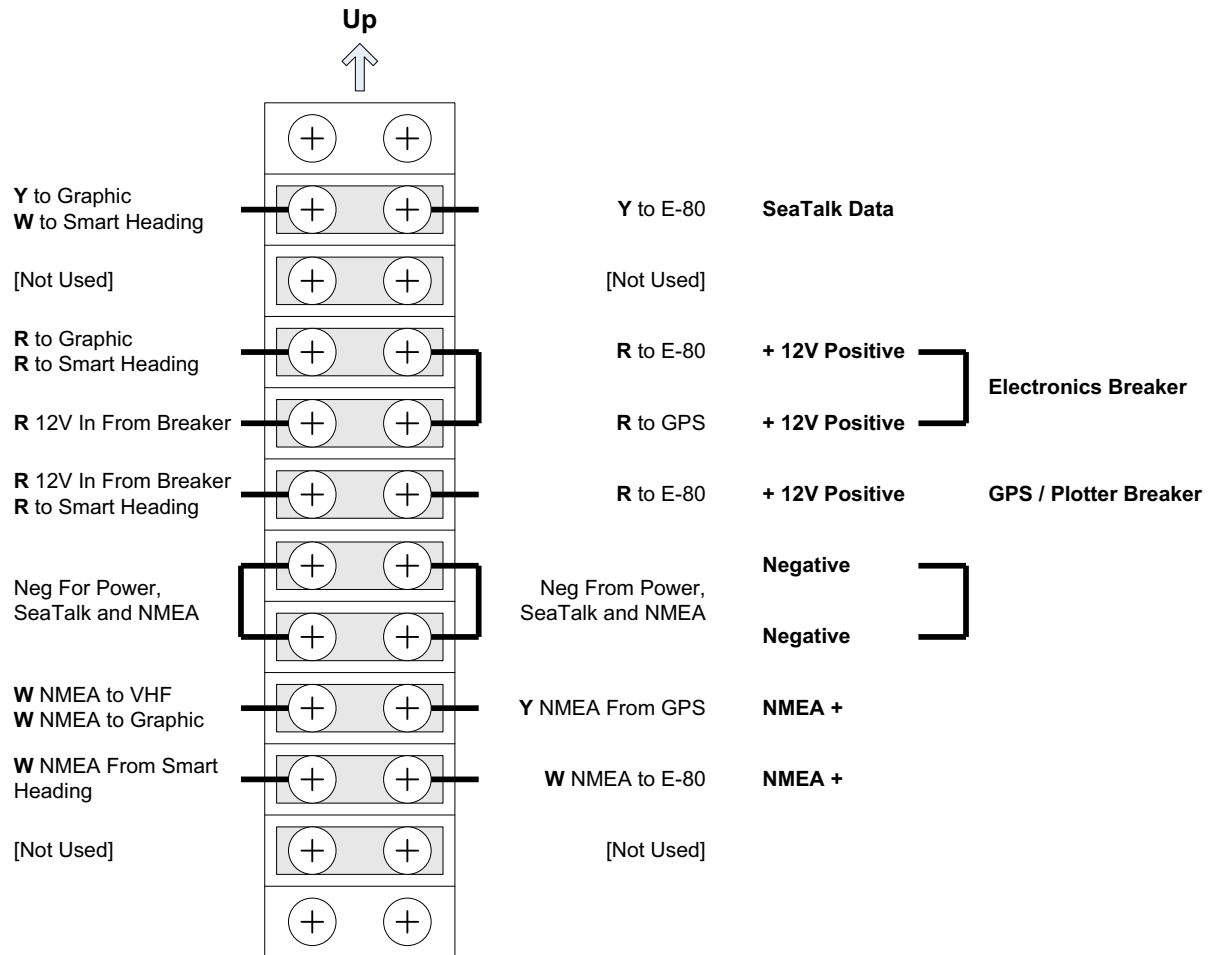 Up
Y to Graphic
W to Smart Heading
Y to E-80
SeaTalk Data
[Not Used]
[Not Used]
R to Graphic
R to Smart Heading
R to E-80
+ 12V Positive
Electronics Breaker
R 12V In From Breaker
R to GPS
+ 12V Positive
R 12V In From Breaker
R to Smart Heading
R to E-80
+ 12V Positive
GPS / Plotter Breaker
Neg For Power,
SeaTalk and NMEA
Neg From Power,
SeaTalk and NMEA
Negative
Negative
W NMEA to VHF
W NMEA to Graphic
Y NMEA From GPS
NMEA +
W NMEA From Smart
Heading
W NMEA to E-80
NMEA +
[Not Used]
[Not Used]